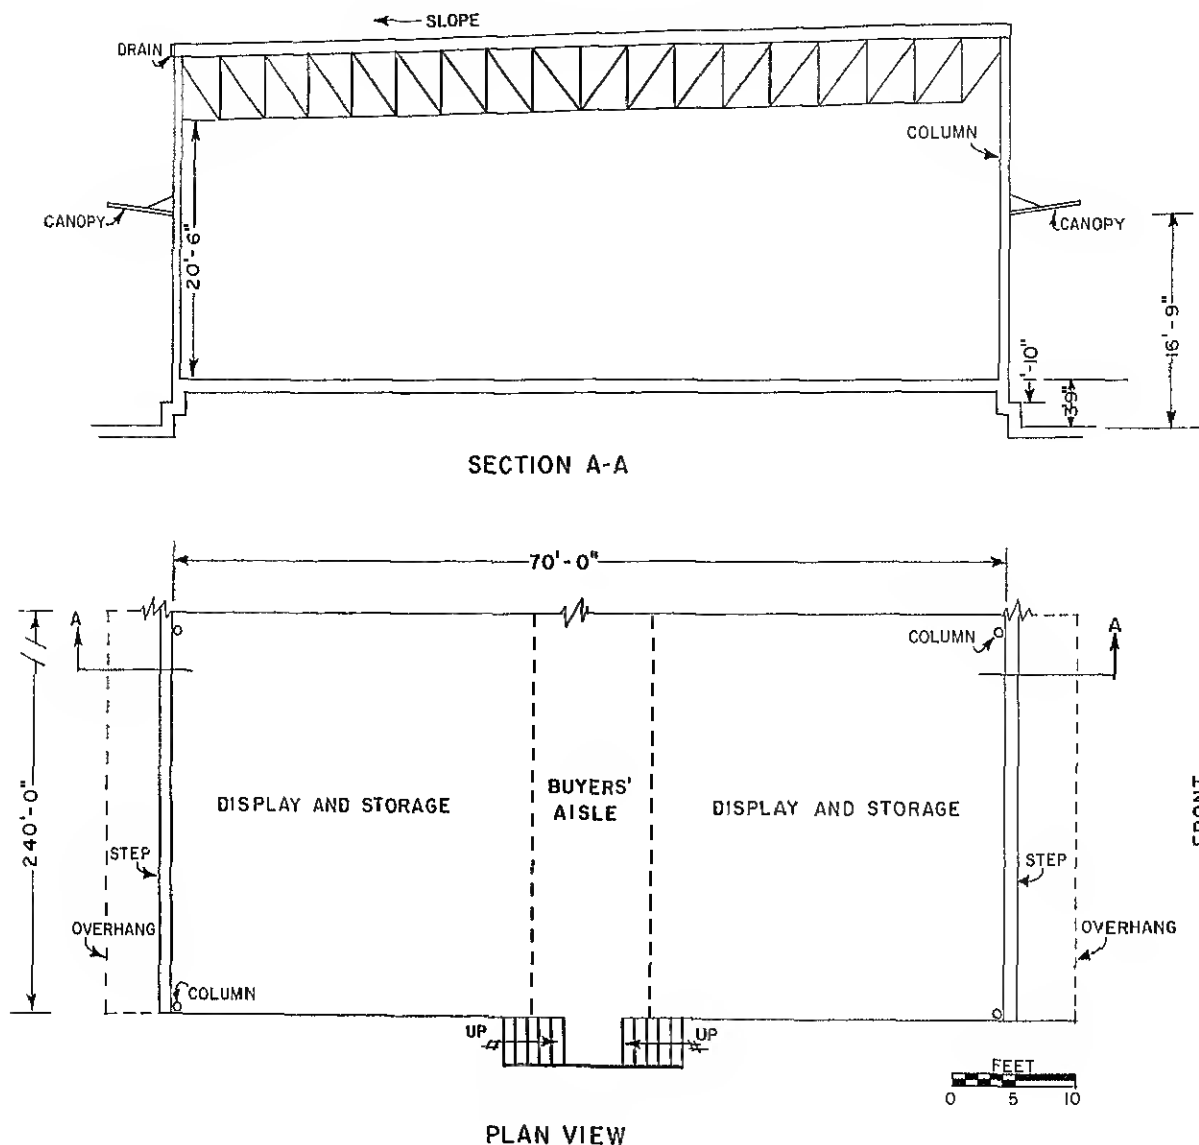 SLOPE
DRAIN
COLUMN
CANOPY
CANOPY
20'-6"
16'-9"
1'-10"
3'9"
SECTION A-A
70'-0"
A
A
COLUMN
240'-0"
DISPLAY AND STORAGE
BUYERS'
AISLE
DISPLAY AND STORAGE
STEP
STEP
OVERHANG
OVERHANG
COLUMN
UP
UP
FRONT
FEET
0 5 10
PLAN VIEW